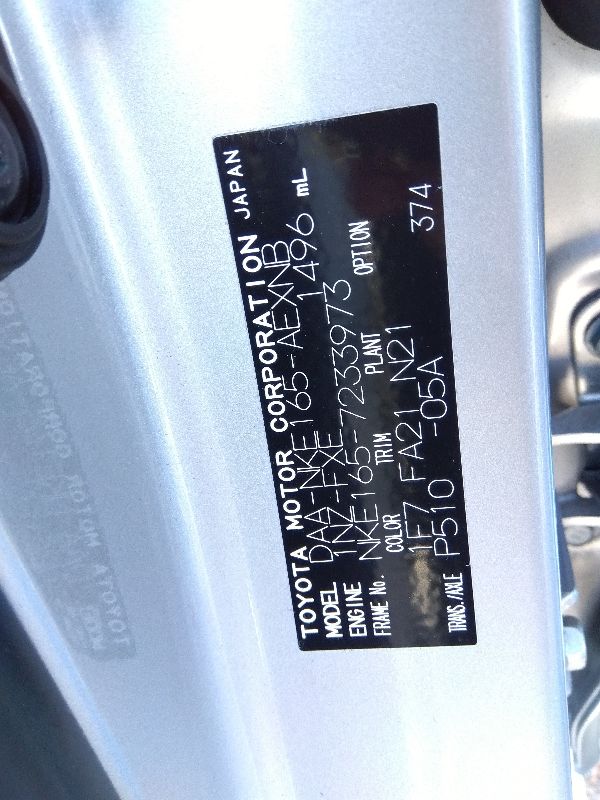 TOYOTA MOTOR CORPORATION JAPAN
MODEL DAA-NKE165-AEXNB
ENGINE 1NZ-FXE 1496 mL
FRAME No. NKE165-7233973
COLOR TRIM PLANT OPTION
1F7 FA21 N21
TRANS./AXLE P510 -05A 374